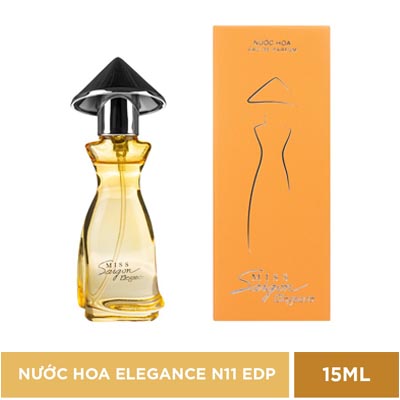 NƯỚC HOA
EAU DE PARFUM
MISS
Saigon
Elegance
MISS
Saigon
Elegance
NƯỚC HOA ELEGANCE N11 EDP
15ML